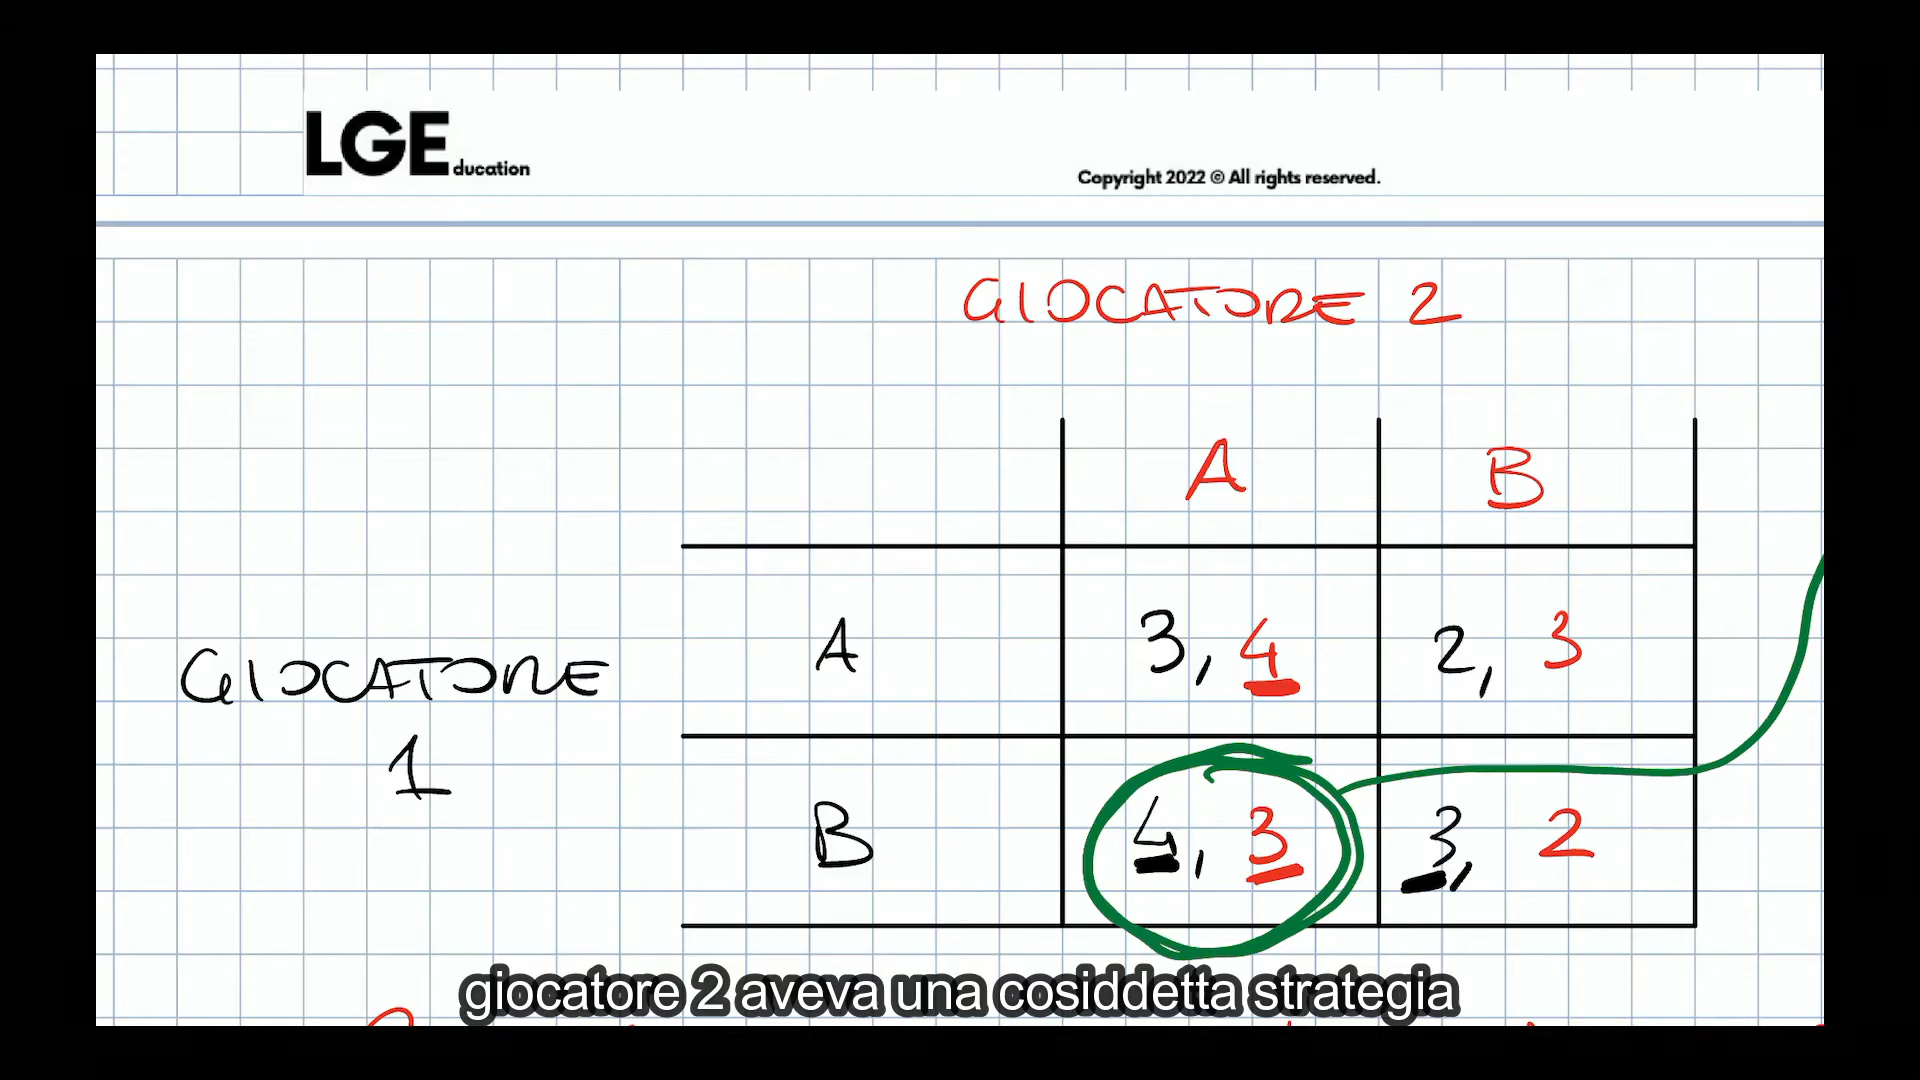 LGEducation
Copyright 2022 © All rights reserved.
GIOCATORE 2
A B
A 3, 4 2, 3
GIOCATORE
1
B 4, 3 3, 2
giocatore 2 aveva una cosiddetta strategia